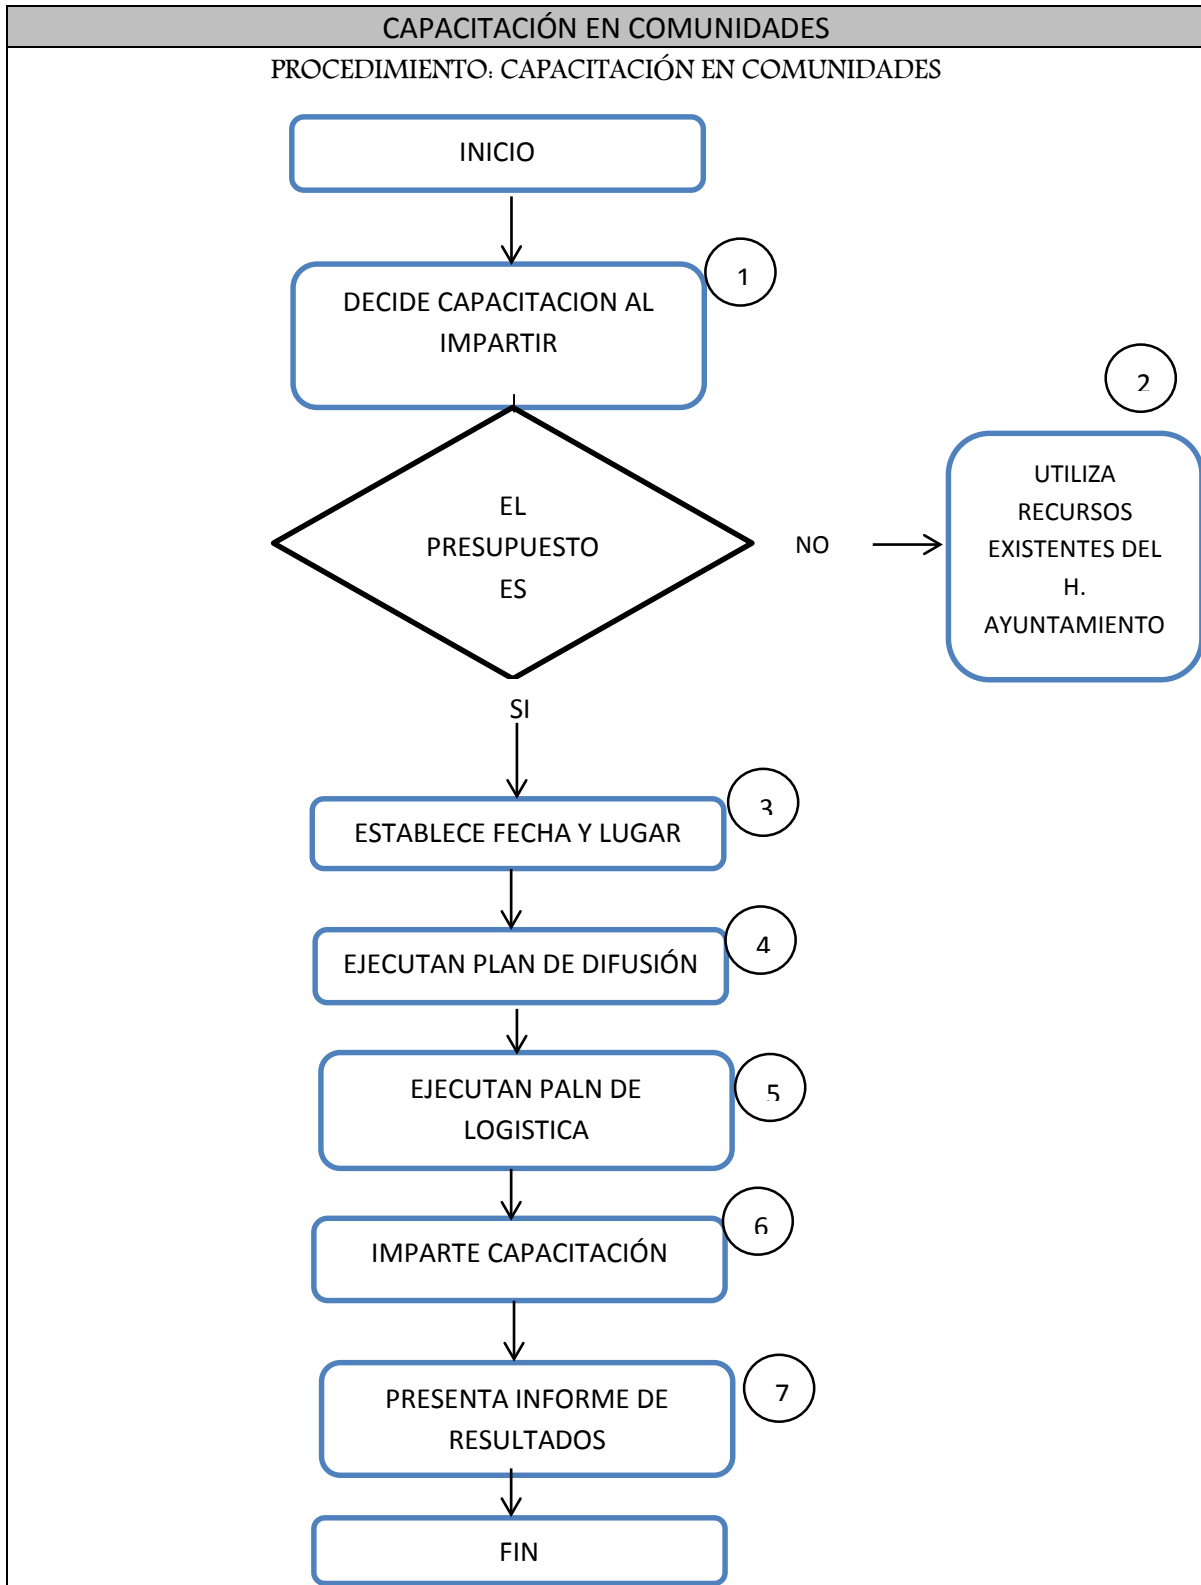 CAPACITACIÓN EN COMUNIDADES
PROCEDIMIENTO: CAPACITACIÓN EN COMUNIDADES
INICIO
1
DECIDE CAPACITACION AL
IMPARTIR
2
EL
PRESUPUESTO
ES
NO
UTILIZA
RECURSOS
EXISTENTES DEL
H.
AYUNTAMIENTO
SI
3
ESTABLECE FECHA Y LUGAR
4
EJECUTAN PLAN DE DIFUSIÓN
5
EJECUTAN PALN DE
LOGISTICA
6
IMPARTE CAPACITACIÓN
7
PRESENTA INFORME DE
RESULTADOS
FIN